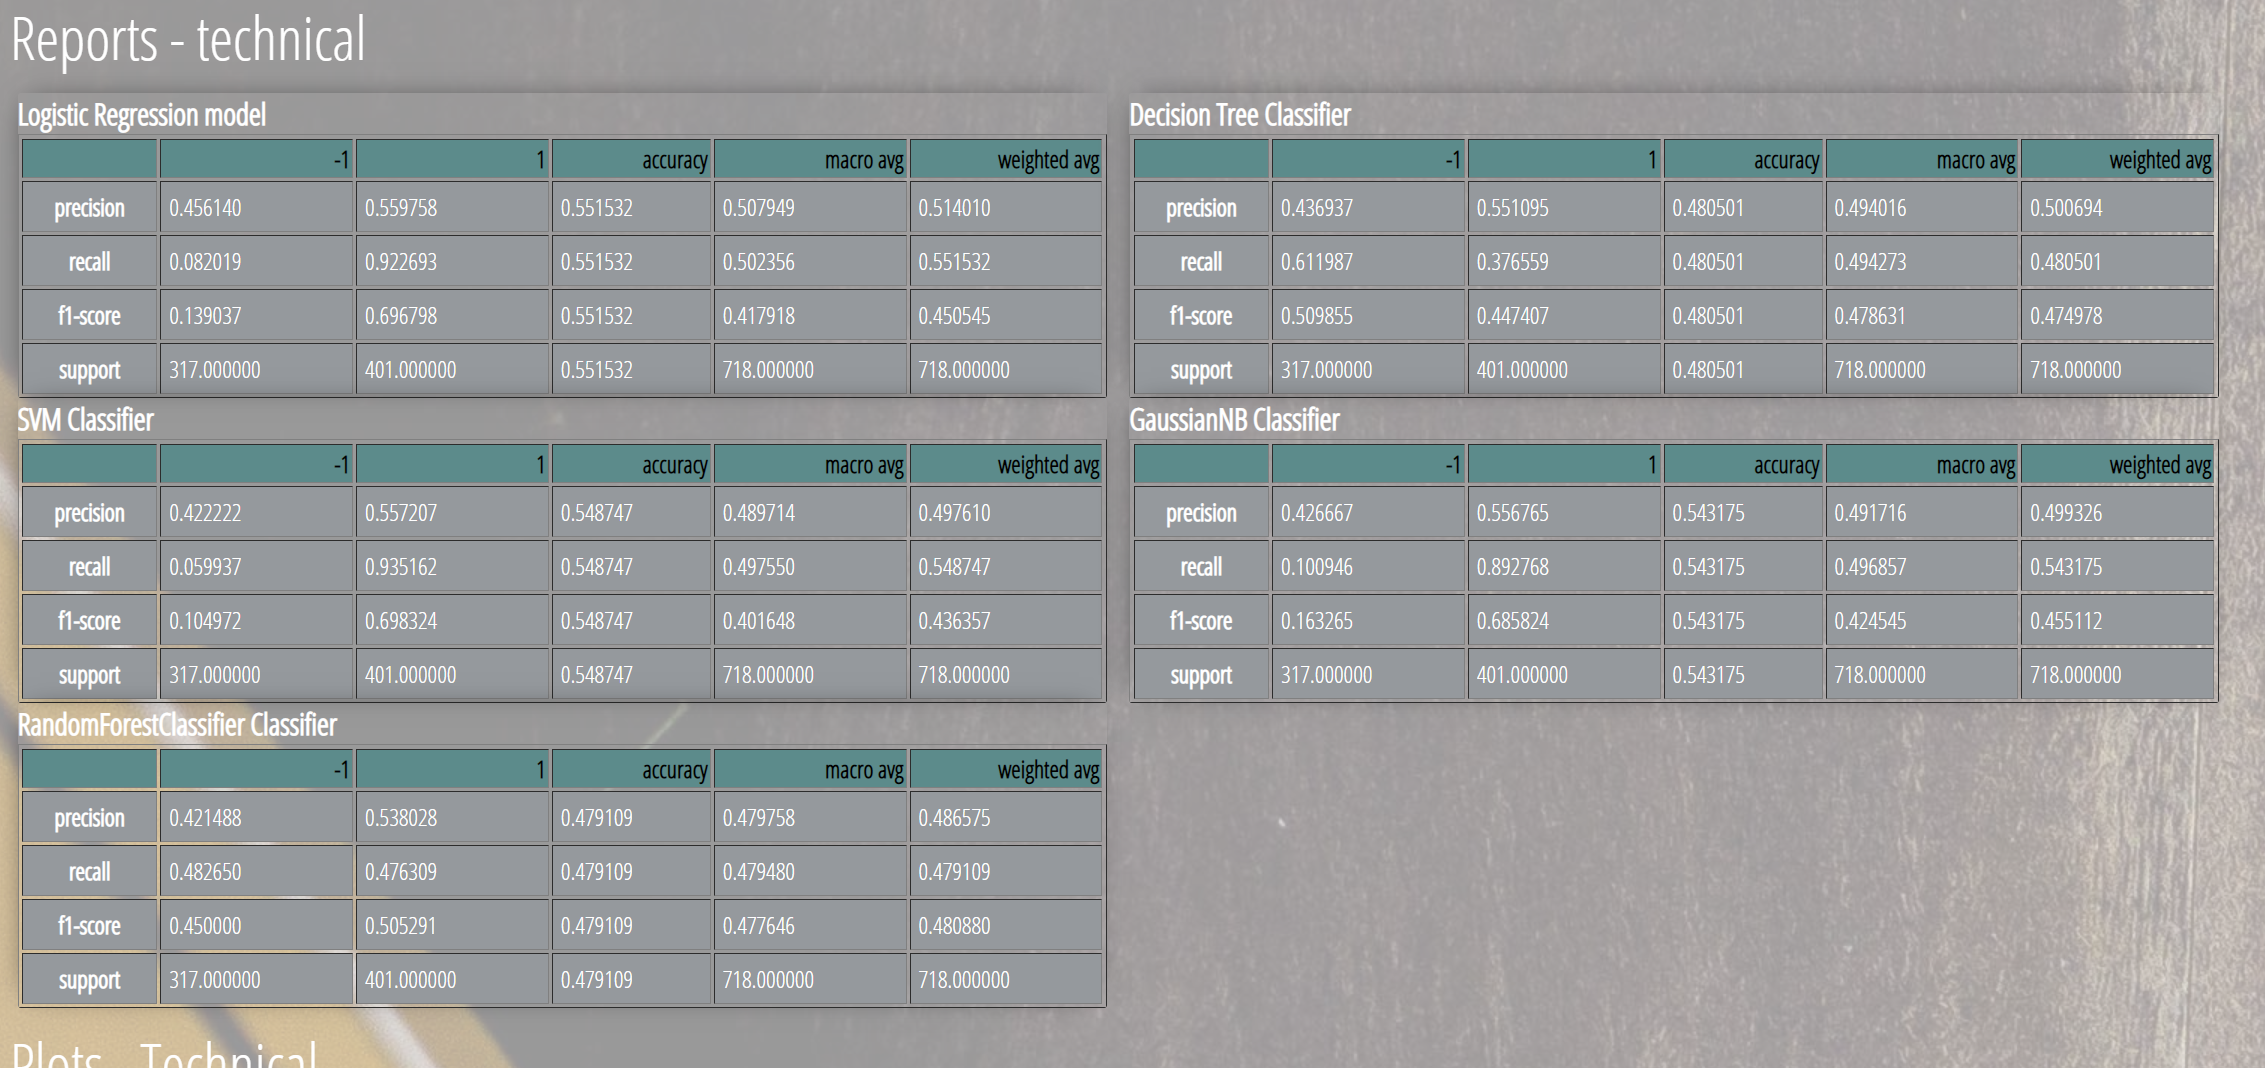 Reports - technical
Logistic Regression model
-1 1 accuracy macro avg weighted avg
precision 0.456140 0.559758 0.551532 0.507949 0.514010
recall 0.082019 0.922693 0.551532 0.502356 0.551532
f1-score 0.139037 0.696798 0.551532 0.417918 0.450545
support 317.000000 401.000000 0.551532 718.000000 718.000000
Decision Tree Classifier
-1 1 accuracy macro avg weighted avg
precision 0.436937 0.551095 0.480501 0.494016 0.500694
recall 0.611987 0.376559 0.480501 0.494273 0.480501
f1-score 0.509855 0.447407 0.480501 0.478631 0.474978
support 317.000000 401.000000 0.480501 718.000000 718.000000
SVM Classifier
-1 1 accuracy macro avg weighted avg
precision 0.422222 0.557207 0.548747 0.489714 0.497610
recall 0.059937 0.935162 0.548747 0.497550 0.548747
f1-score 0.104972 0.698324 0.548747 0.401648 0.436357
support 317.000000 401.000000 0.548747 718.000000 718.000000
GaussianNB Classifier
-1 1 accuracy macro avg weighted avg
precision 0.426667 0.556765 0.543175 0.491716 0.499326
recall 0.100946 0.892768 0.543175 0.496857 0.543175
f1-score 0.163265 0.685824 0.543175 0.424545 0.455112
support 317.000000 401.000000 0.543175 718.000000 718.000000
RandomForestClassifier Classifier
-1 1 accuracy macro avg weighted avg
precision 0.421488 0.538028 0.479109 0.479758 0.486575
recall 0.482650 0.476309 0.479109 0.479480 0.479109
f1-score 0.450000 0.505291 0.479109 0.477646 0.480880
support 317.000000 401.000000 0.479109 718.000000 718.000000
Plots - Technical